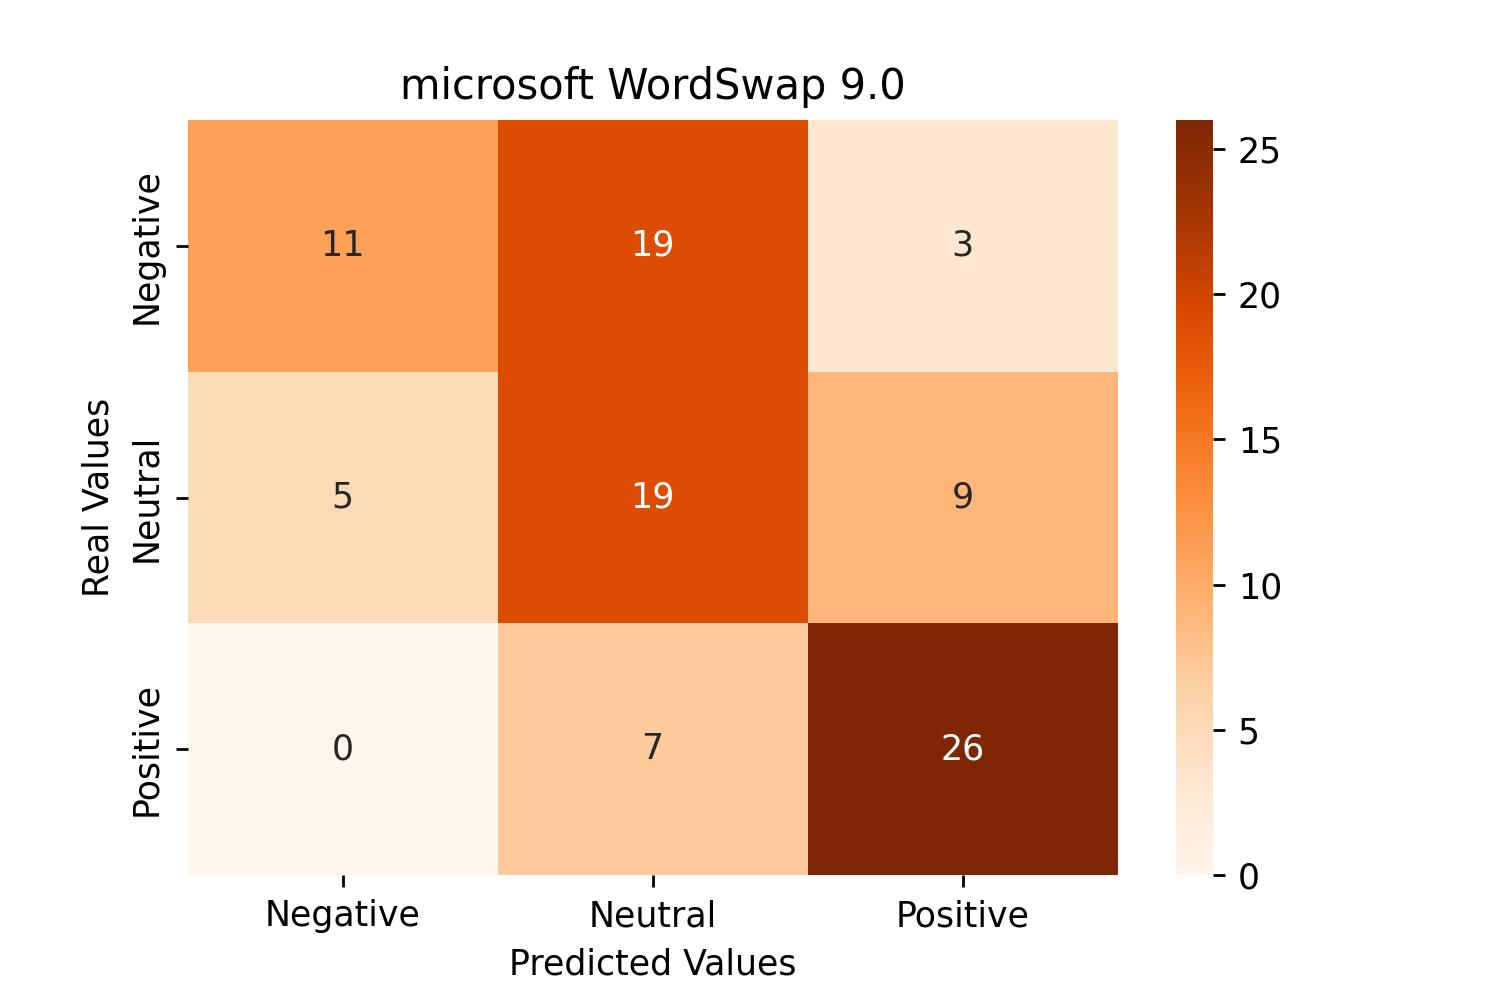 microsoft WordSwap 9.0
Real Values
Negative
11 19 3
Neutral
5 19 9
Positive
0 7 26
Negative Neutral Positive
Predicted Values
25
20
15
10
5
0